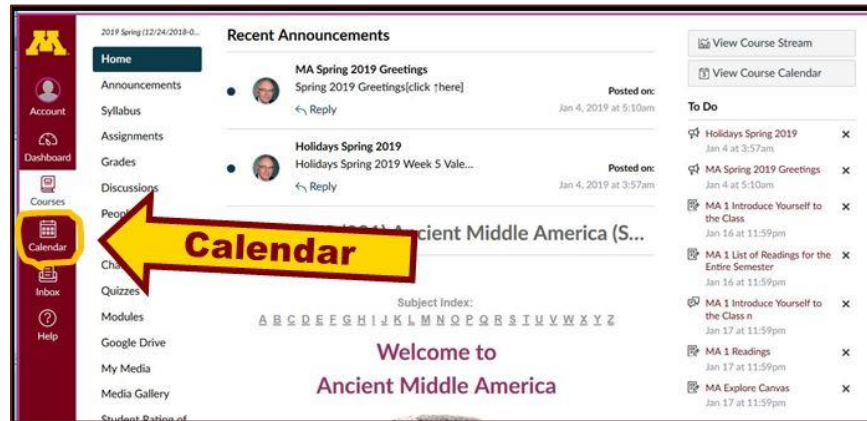 M
Account
Dashboard
Courses
Calendar
Inbox
Help
2019 Spring (12/24/2018-0...
Home
Announcements
Syllabus
Assignments
Grades
Discussions
Quizzes
Modules
Google Drive
My Media
Media Gallery
Student Rating of
Recent Announcements
MA Spring 2019 Greetings
Spring 2019 Greetings[click ↑here]
Reply
Posted on:
Jan 4, 2019 at 5:10am
Holidays Spring 2019
Holidays Spring 2019 Week 5 Vale...
Reply
Posted on:
Jan 4, 2019 at 3:57am
Calendar
Middle America (S...
Subject Index:
A B C D E F G H I J K L M N O P Q R S T U V W X Y Z
Welcome to
Ancient Middle America
View Course Stream
View Course Calendar
To Do
Holidays Spring 2019
Jan 4 at 3:57am
MA Spring 2019 Greetings
Jan 4 at 5:10am
MA 1 Introduce Yourself to
the Class
Jan 16 at 11:59pm
MA 1 List of Readings for the
Entire Semester
Jan 16 at 11:59pm
MA 1 Introduce Yourself to
the Class n
Jan 17 at 11:59pm
MA 1 Readings
Jan 17 at 11:59pm
MA Explore Canvas
Jan 17 at 11:59pm